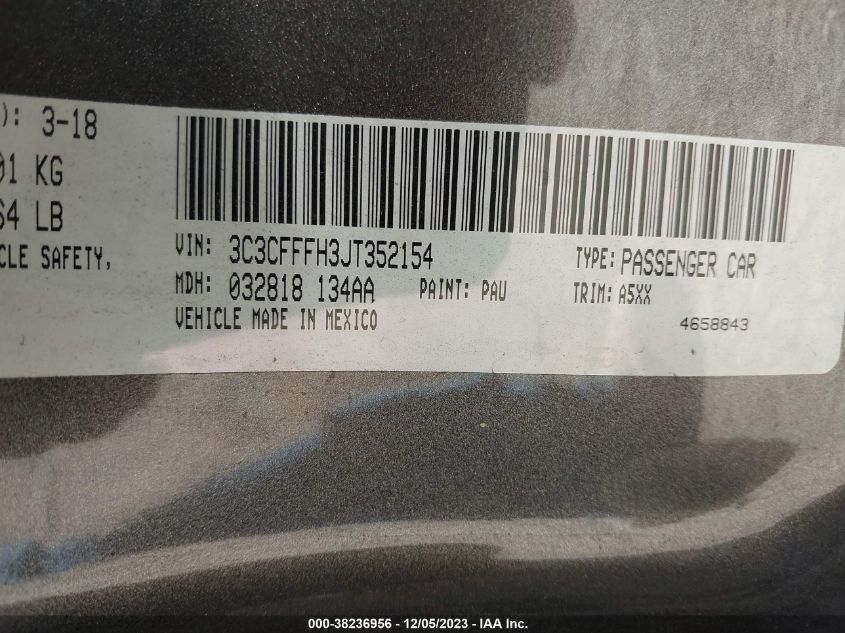 ): 3-18
01 KG
64 LB
CLE SAFETY,
VIN: 3C3CFFFH3JT352154 TYPE: PASSENGER CAR
MDH: 032818 134AA PAINT: PAU TRIM: A5XX
VEHICLE MADE IN MEXICO 4658843
000-38236956 - 12/05/2023 - IAA Inc.